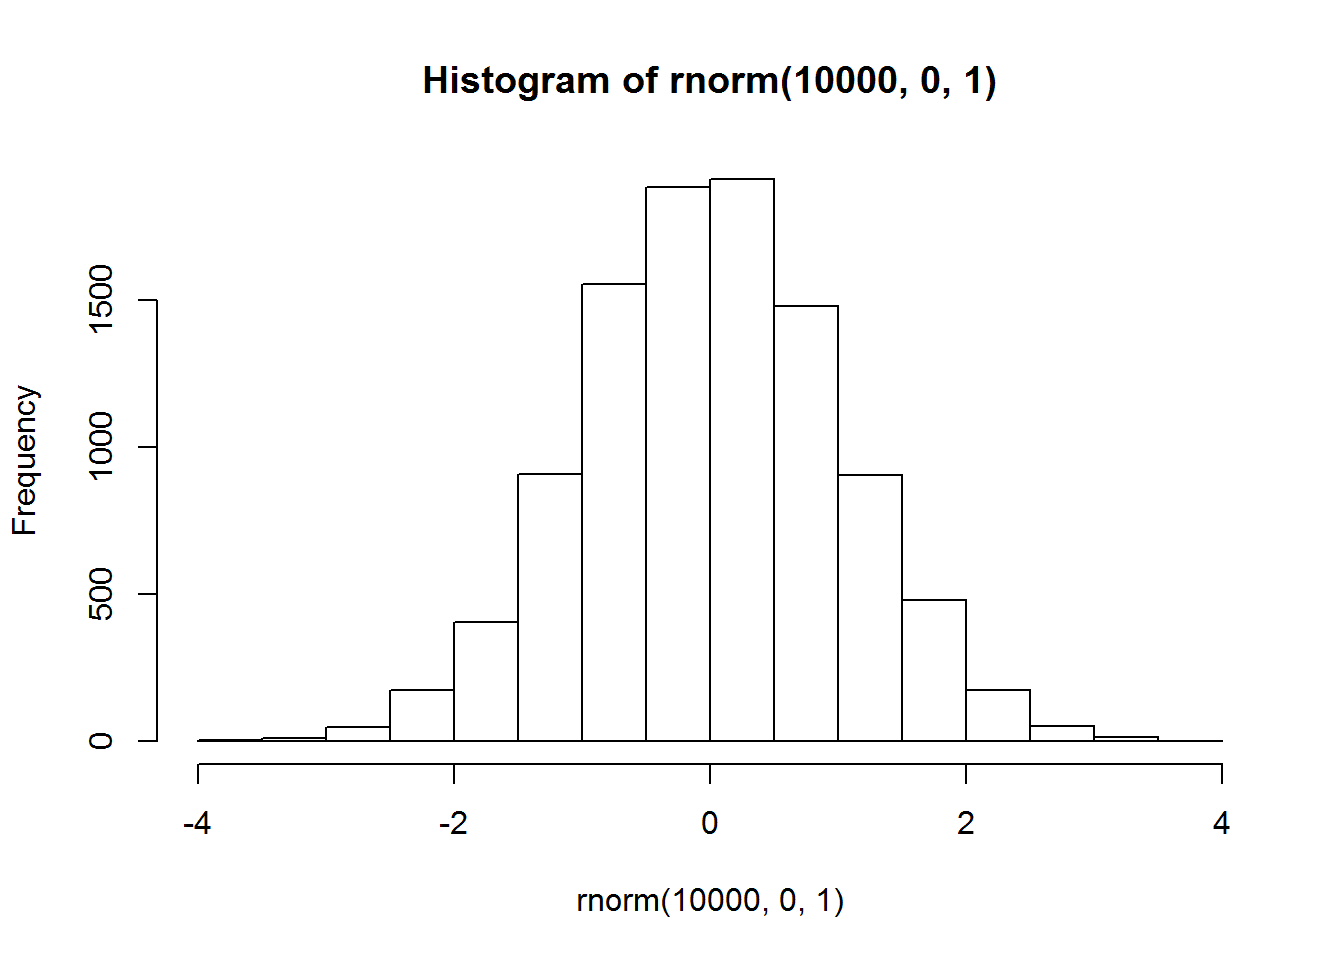 Histogram of rnorm(10000, 0, 1)
Frequency
1500
1000
500
0
-4 -2 0 2 4
rnorm(10000, 0, 1)